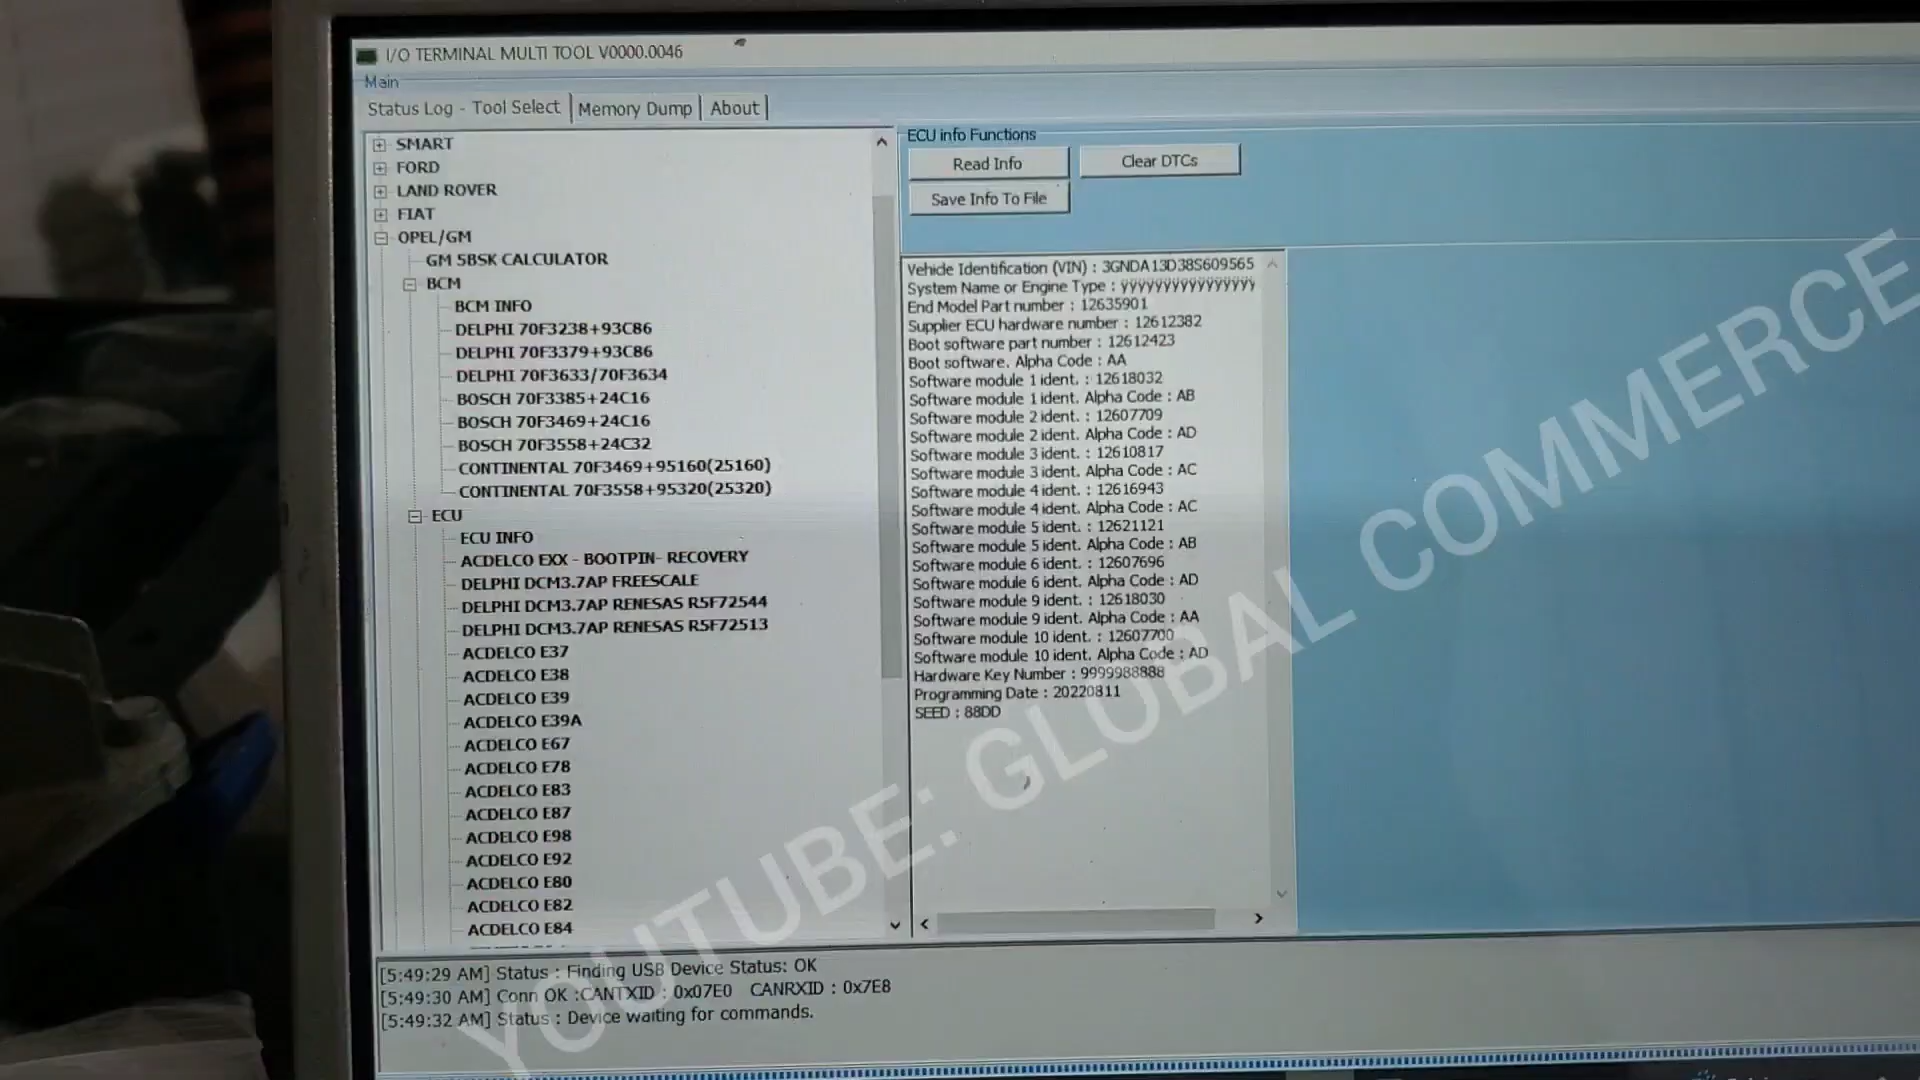 I/O TERMINAL MULTI TOOL V0000.0046
Main
Status Log - Tool Select
Memory Dump
About
SMART
FORD
LAND ROVER
FIAT
OPEL/GM
GM 5BSK CALCULATOR
BCM
BCM INFO
DELPHI 70F3238+93C86
DELPHI 70F3379+93C86
DELPHI 70F3633/70F3634
BOSCH 70F3385+24C16
BOSCH 70F3469+24C16
BOSCH 70F3558+24C32
CONTINENTAL 70F3469+95160(25160)
CONTINENTAL 70F3558+95320(25320)
ECU
ECU INFO
ACDELCO EXX - BOOTPIN- RECOVERY
DELPHI DCM3.7AP FREESCALE
DELPHI DCM3.7AP RENESAS R5F72544
DELPHI DCM3.7AP RENESAS R5F72513
ACDELCO E37
ACDELCO E38
ACDELCO E39
ACDELCO E39A
ACDELCO E67
ACDELCO E78
ACDELCO E83
ACDELCO E87
ACDELCO E98
ACDELCO E92
ACDELCO E80
ACDELCO E82
ACDELCO E84
ECU info Functions
Read Info
Clear DTCs
Save Info To File
Vehicle Identification (VIN) : 3GNDA13D38S609565
System Name or Engine Type : ÿÿÿÿÿÿÿÿÿÿÿÿÿÿÿÿ
End Model Part number : 12635901
Supplier ECU hardware number : 12612382
Boot software part number : 12612423
Boot software. Alpha Code : AA
Software module 1 ident. : 12618032
Software module 1 ident. Alpha Code : AB
Software module 2 ident. : 12607709
Software module 2 ident. Alpha Code : AD
Software module 3 ident. : 12610817
Software module 3 ident. Alpha Code : AC
Software module 4 ident. : 12616943
Software module 4 ident. Alpha Code : AC
Software module 5 ident. : 12621121
Software module 5 ident. Alpha Code : AB
Software module 6 ident. : 12607696
Software module 6 ident. Alpha Code : AD
Software module 9 ident. : 12618030
Software module 9 ident. Alpha Code : AA
Software module 10 ident. : 12607700
Software module 10 ident. Alpha Code : AD
Hardware Key Number : 9999988888
Programming Date : 20220811
SEED : 88DD
[5:49:29 AM] Status : Finding USB Device Status: OK
[5:49:30 AM] Conn OK :CANTXID : 0x07E0 CANRXID : 0x7E8
[5:49:32 AM] Status : Device waiting for commands.
YOUTUBE: GLOBAL COMMERCE